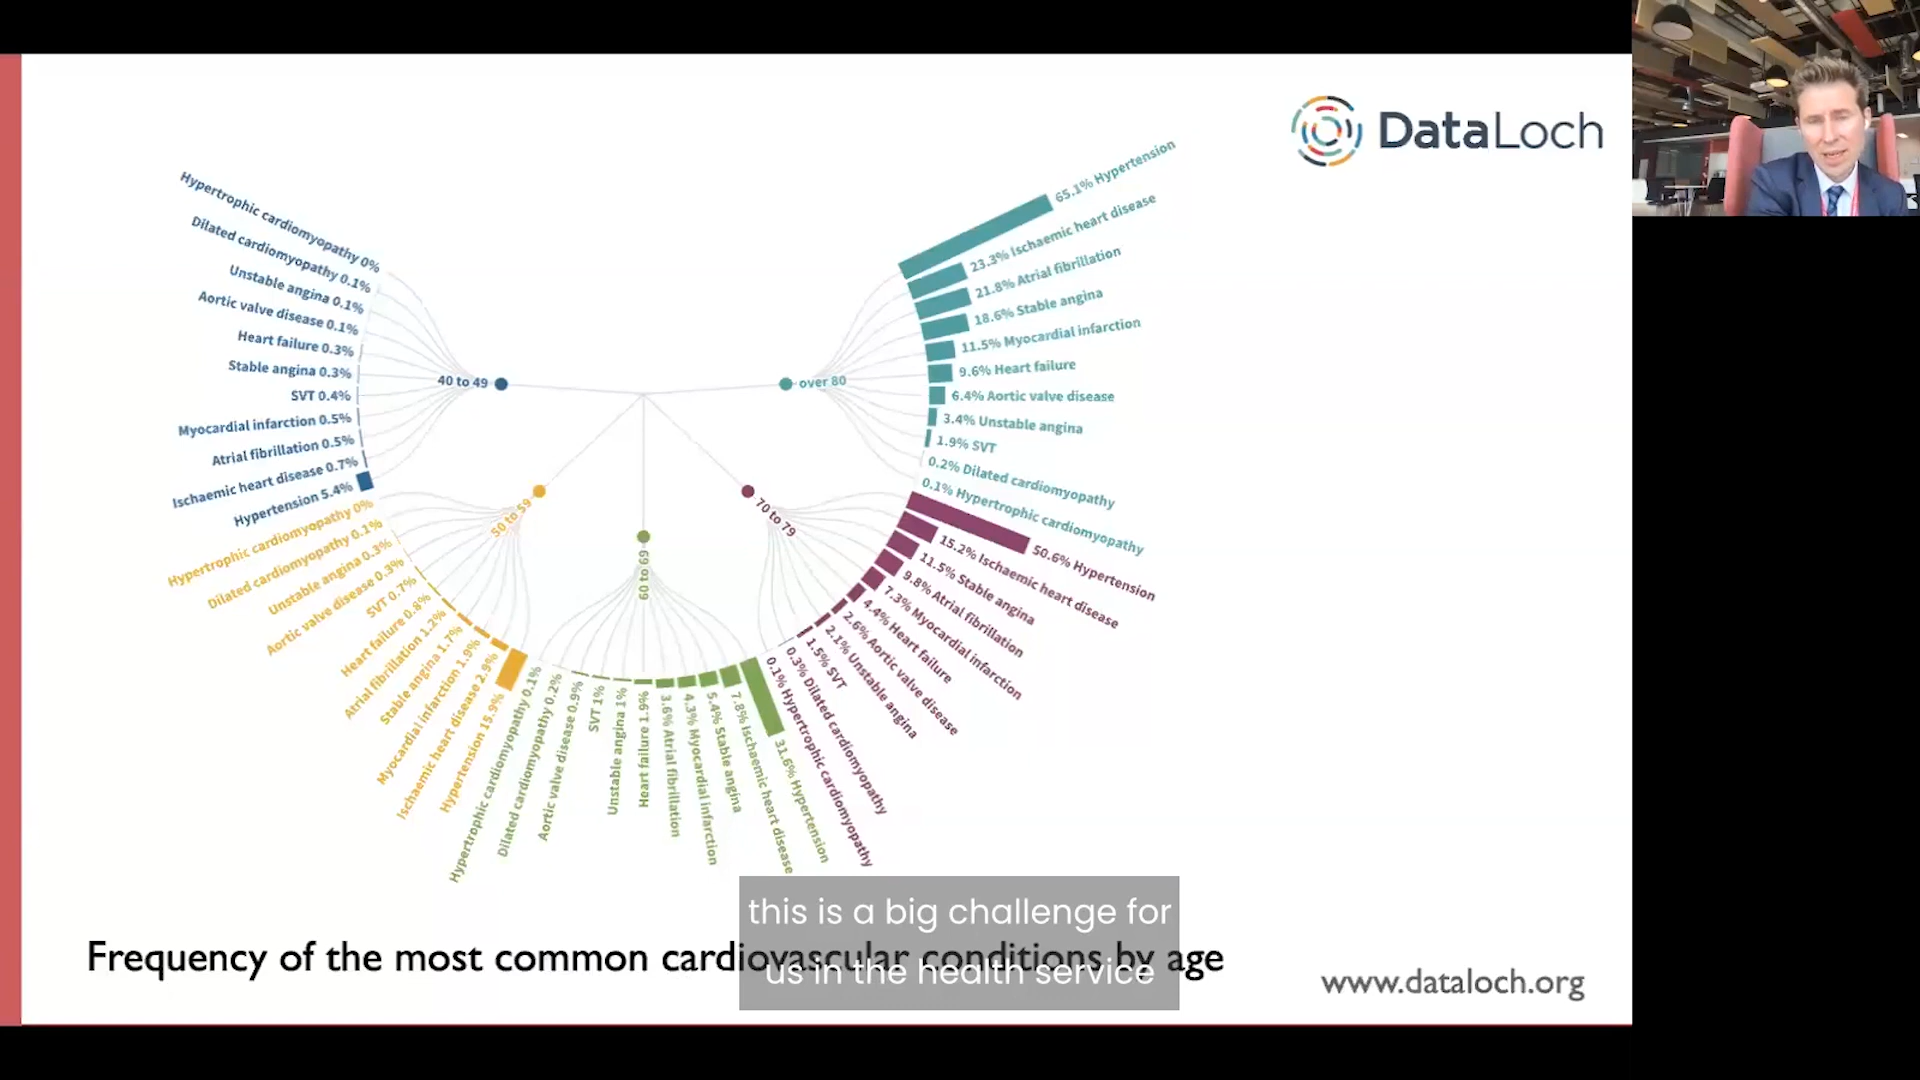 DataLoch
Hypertrophic cardiomyopathy 0%
Dilated cardiomyopathy 0.1%
Unstable angina 0.1%
Aortic valve disease 0.1%
Heart failure 0.3%
Stable angina 0.3%
SVT 0.4%
Myocardial infarction 0.5%
Atrial fibrillation 0.5%
Ischaemic heart disease 0.7%
Hypertension 5.4%
40 to 49
Hypertrophic cardiomyopathy 0%
Dilated cardiomyopathy 0.1%
Unstable angina 0.3%
Aortic valve disease 0.3%
SVT 0.7%
Heart failure 0.8%
Atrial fibrillation 1.2%
Stable angina 1.7%
Myocardial infarction 1.9%
Ischaemic heart disease 2.9%
Hypertension 15.9%
50 to 59
Hypertrophic cardiomyopathy 0.1%
Dilated cardiomyopathy 0.2%
Aortic valve disease 0.9%
SVT 1%
Unstable angina 1%
Heart failure 1.9%
3.6% Atrial fibrillation
4.3% Myocardial infarction
5.4% Stable angina
7.8% Ischaemic heart disease
31.6% Hypertension
60 to 69
0.1% Hypertrophic cardiomyopathy
0.3% Dilated cardiomyopathy
1.5% SVT
2.1% Unstable angina
2.6% Aortic valve disease
4.4% Heart failure
7.3% Myocardial infarction
9.8% Atrial fibrillation
11.5% Stable angina
15.2% Ischaemic heart disease
50.6% Hypertension
70 to 79
65.1% Hypertension
23.3% Ischaemic heart disease
21.8% Atrial fibrillation
18.6% Stable angina
11.5% Myocardial infarction
9.6% Heart failure
6.4% Aortic valve disease
3.4% Unstable angina
1.9% SVT
0.2% Dilated cardiomyopathy
0.1% Hypertrophic cardiomyopathy
over 80
this is a big challenge for
us in the health service
Frequency of the most common cardiovascular conditions by age
www.dataloch.org